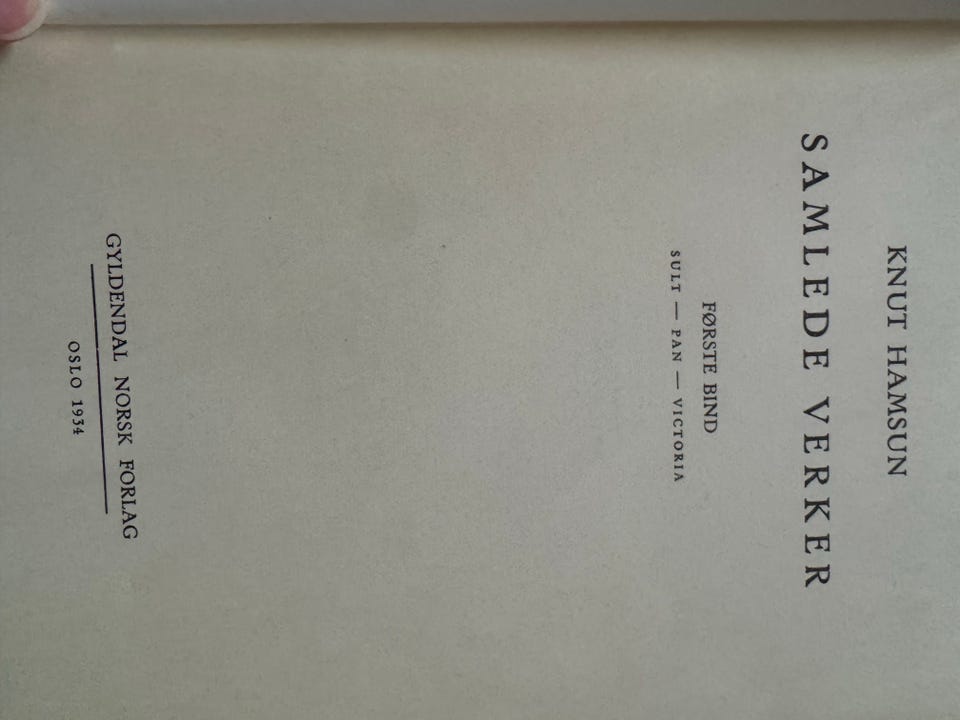 KNUT HAMSUN
SAMLEDE VERKER
FØRSTE BIND
SULT — PAN — VICTORIA
GYLDENDAL NORSK FORLAG
OSLO 1934